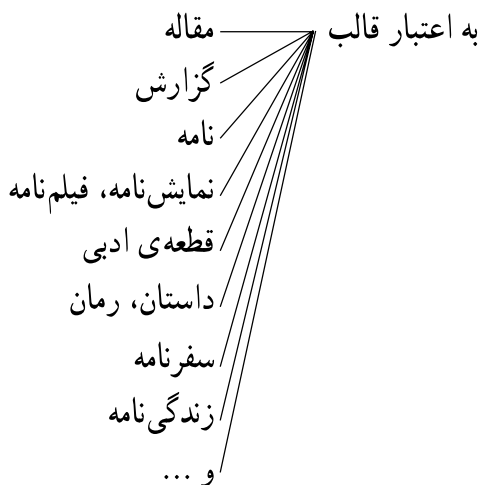 به اعتبار قالب
مقاله
گزارش
نامه
نمایش‌نامه، فیلم‌نامه
قطعه‌ی ادبی
داستان، رمان
سفرنامه
زندگی‌نامه
و ...